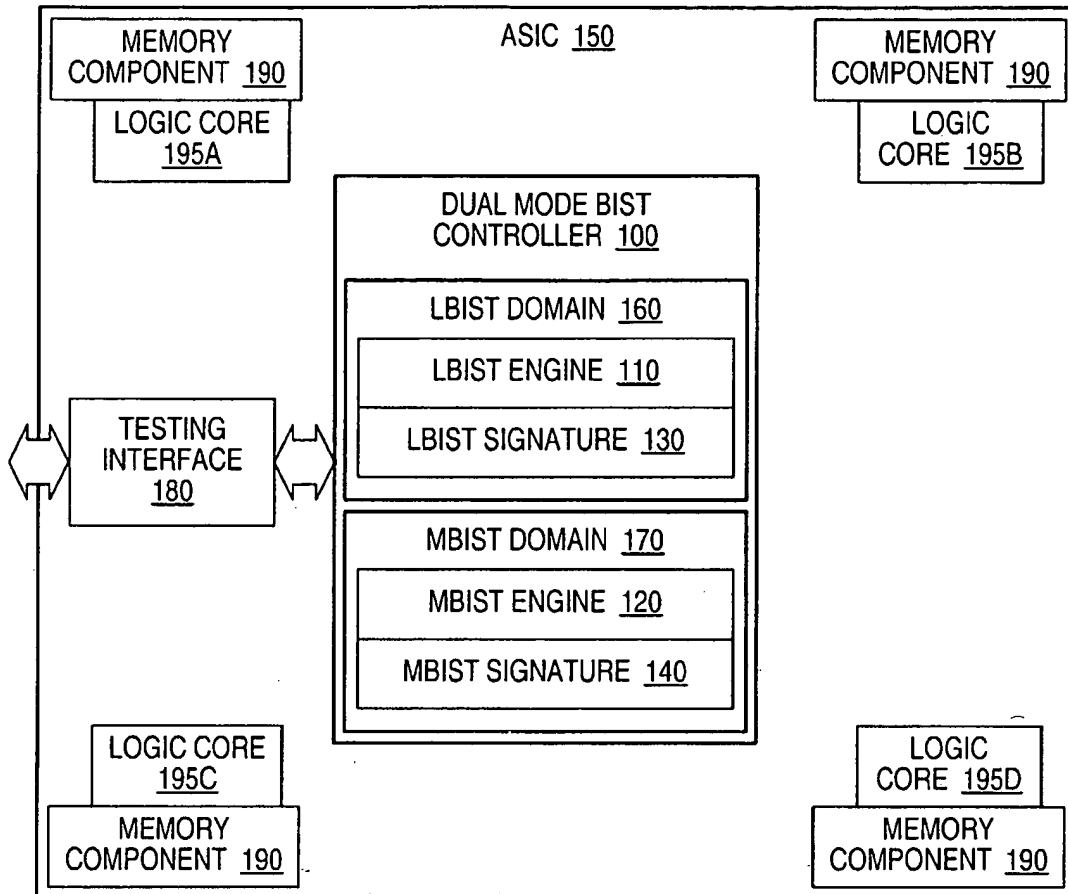 MEMORY
COMPONENT 190
LOGIC CORE
195A
ASIC 150
MEMORY
COMPONENT 190
LOGIC
CORE 195B
DUAL MODE BIST
CONTROLLER 100
LBIST DOMAIN 160
LBIST ENGINE 110
LBIST SIGNATURE 130
TESTING
INTERFACE
180
MBIST DOMAIN 170
MBIST ENGINE 120
MBIST SIGNATURE 140
LOGIC CORE
195C
MEMORY
COMPONENT 190
LOGIC
CORE 195D
MEMORY
COMPONENT 190